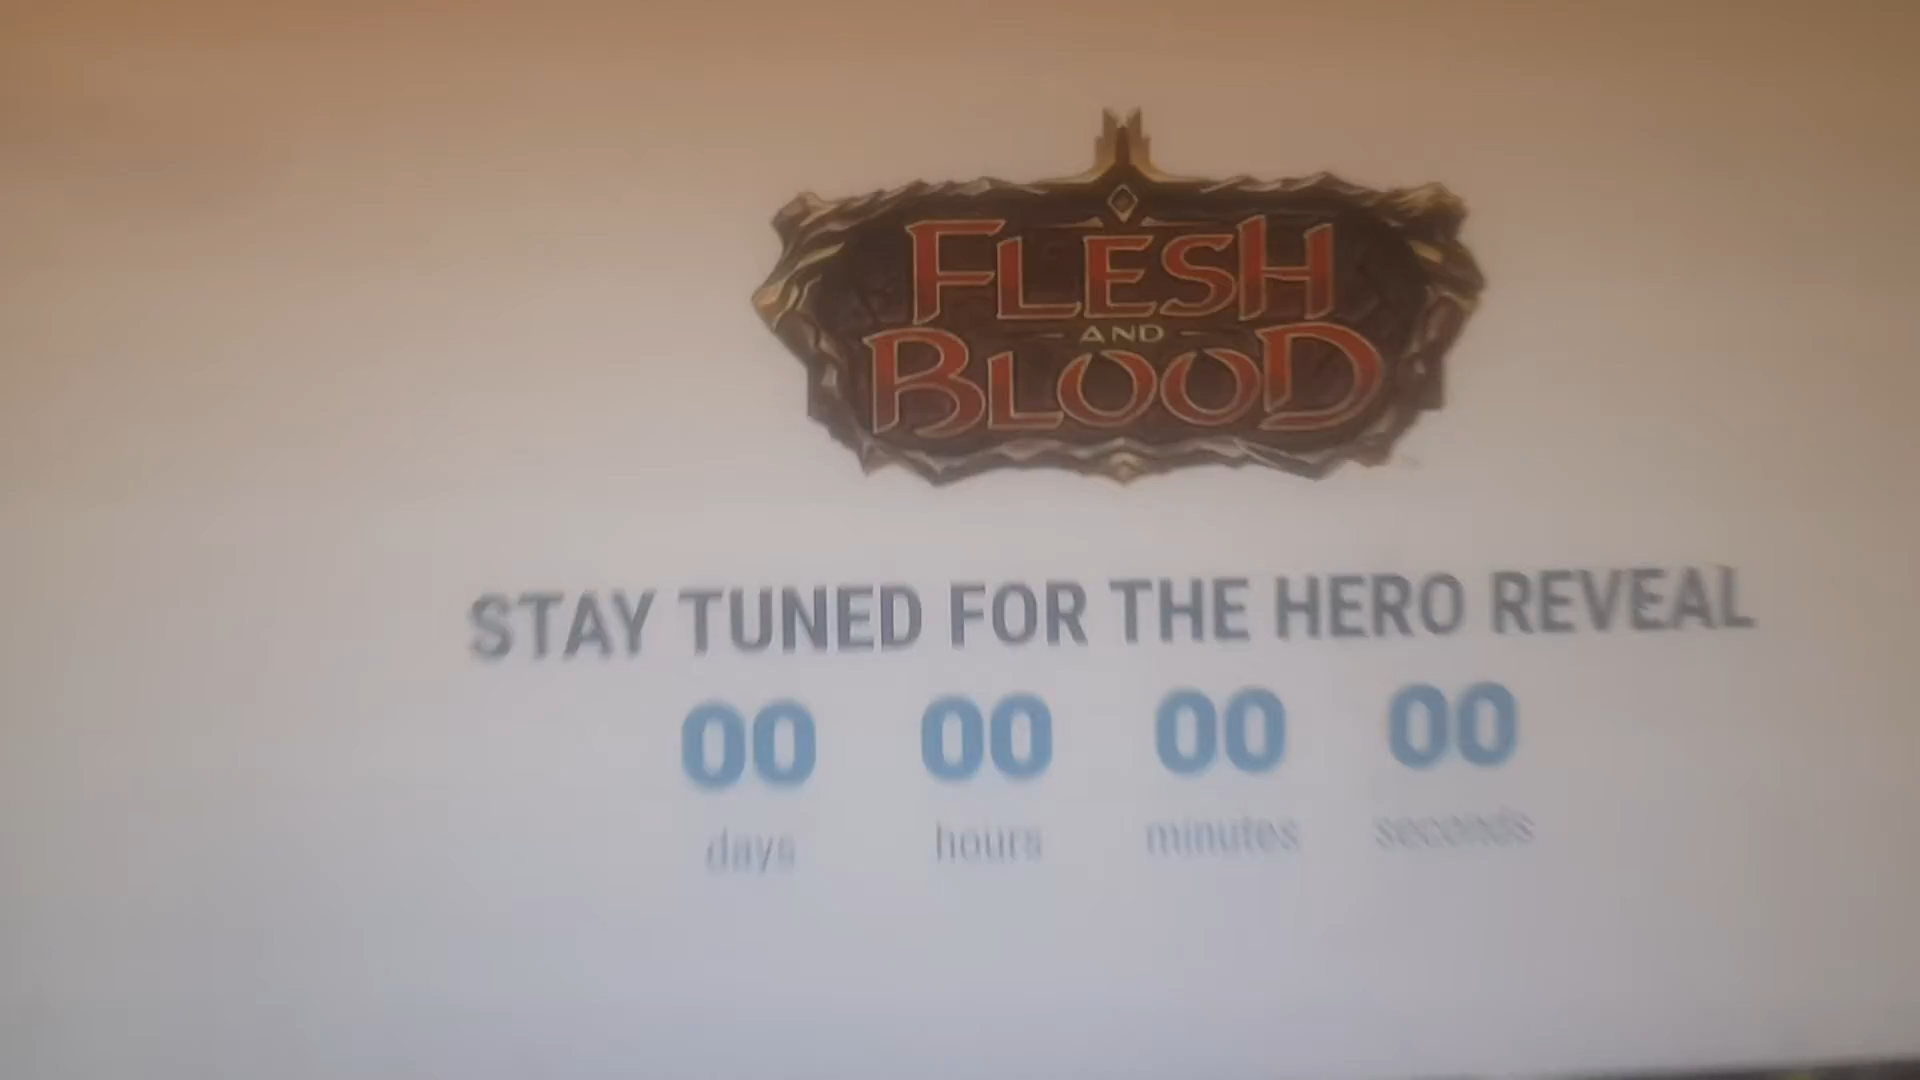 FLESH
AND
BLOOD
STAY TUNED FOR THE HERO REVEAL
00 00 00 00
days hours minutes seconds